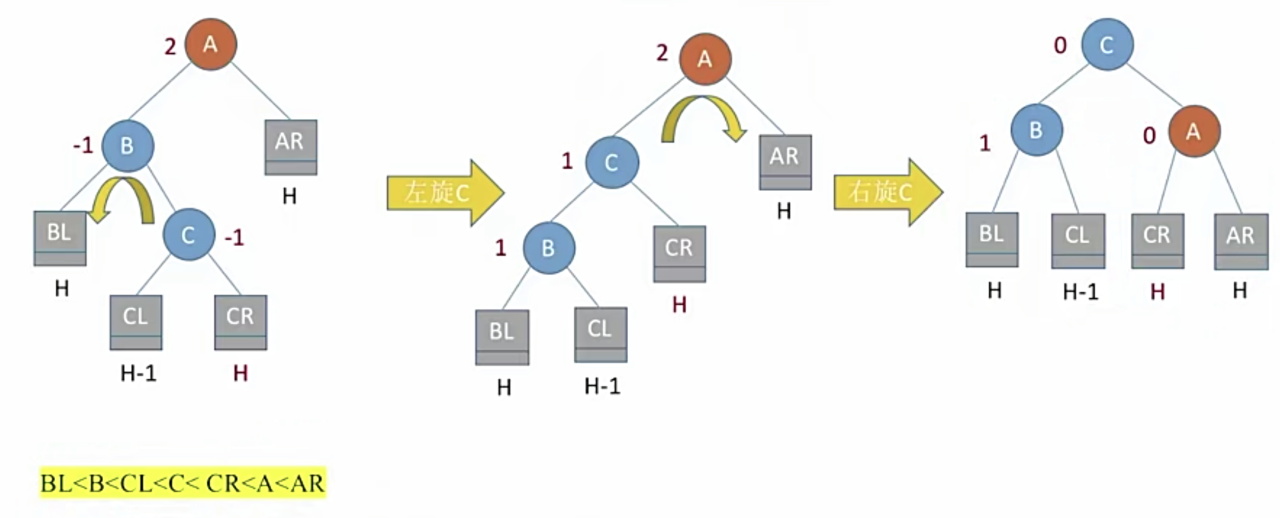 2 A
-1 B
AR
H
BL
H
C -1
CL
CR
H-1
H
左旋C
2 A
1 C
AR
H
1 B
CR
H
BL
CL
H
H-1
右旋C
0 C
B
1
0 A
BL
CL
CR
AR
H
H-1
H
H
BL<B<CL<C< CR<A<AR